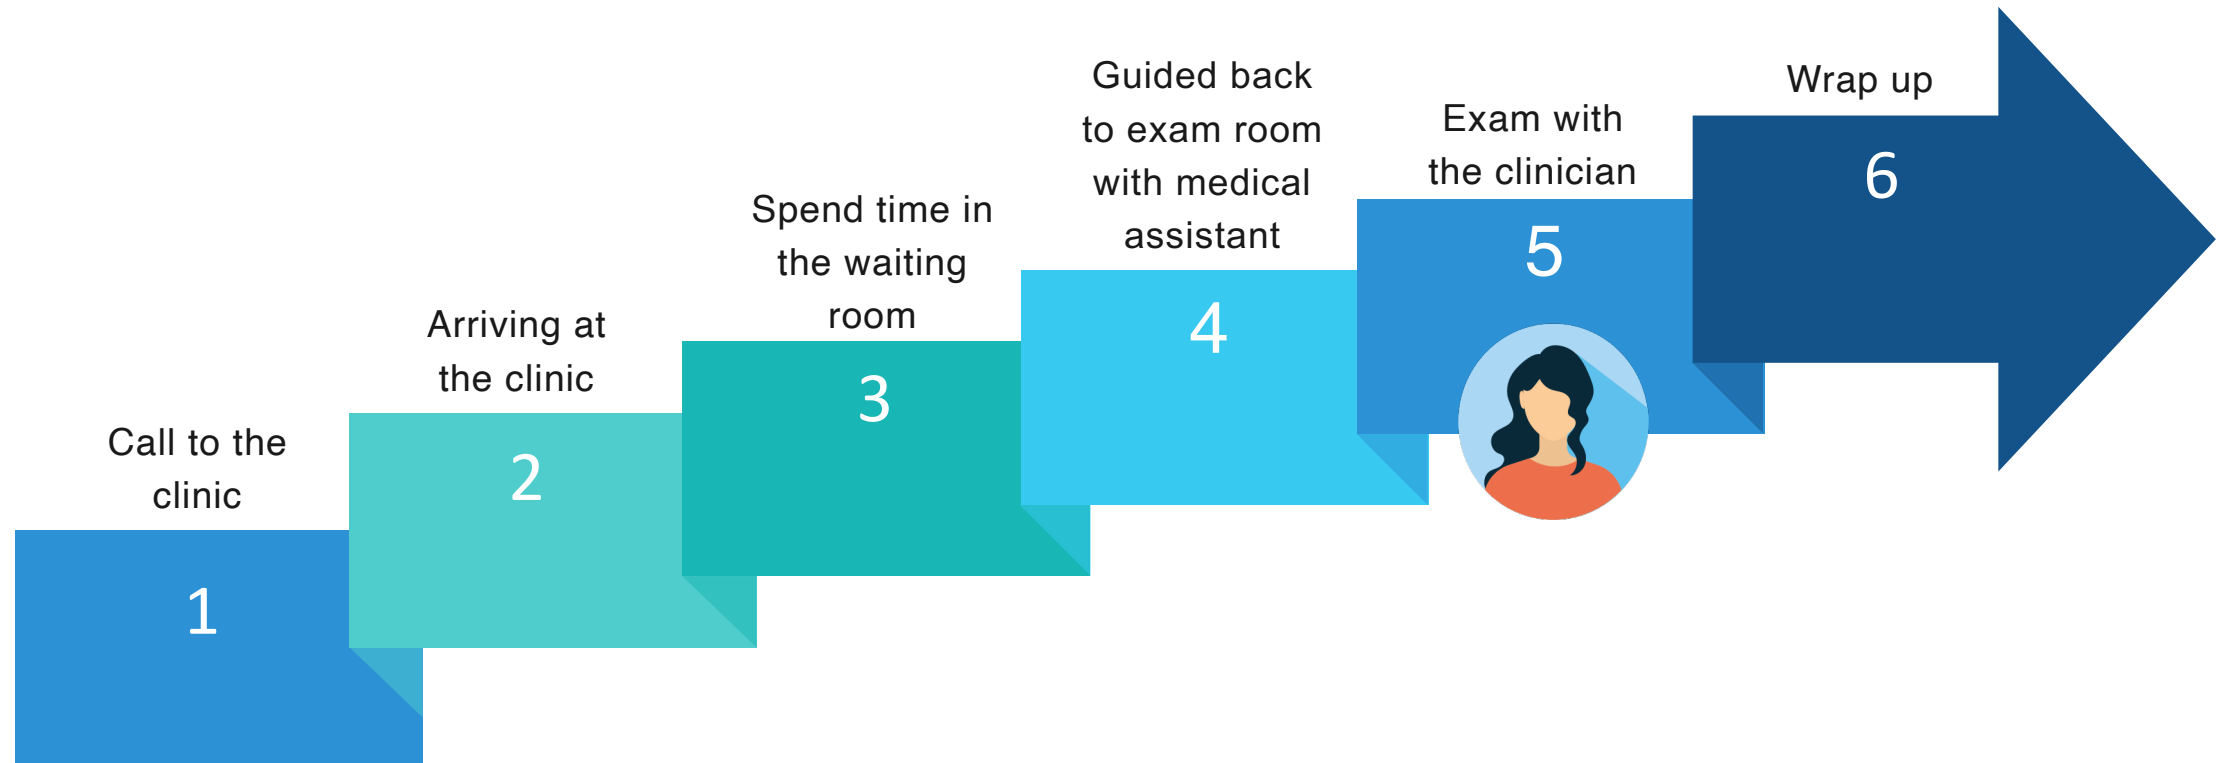 Call to the
clinic
1
Arriving at
the clinic
2
Spend time in
the waiting
room
3
Guided back
to exam room
with medical
assistant
4
Exam with
the clinician
5
Wrap up
6